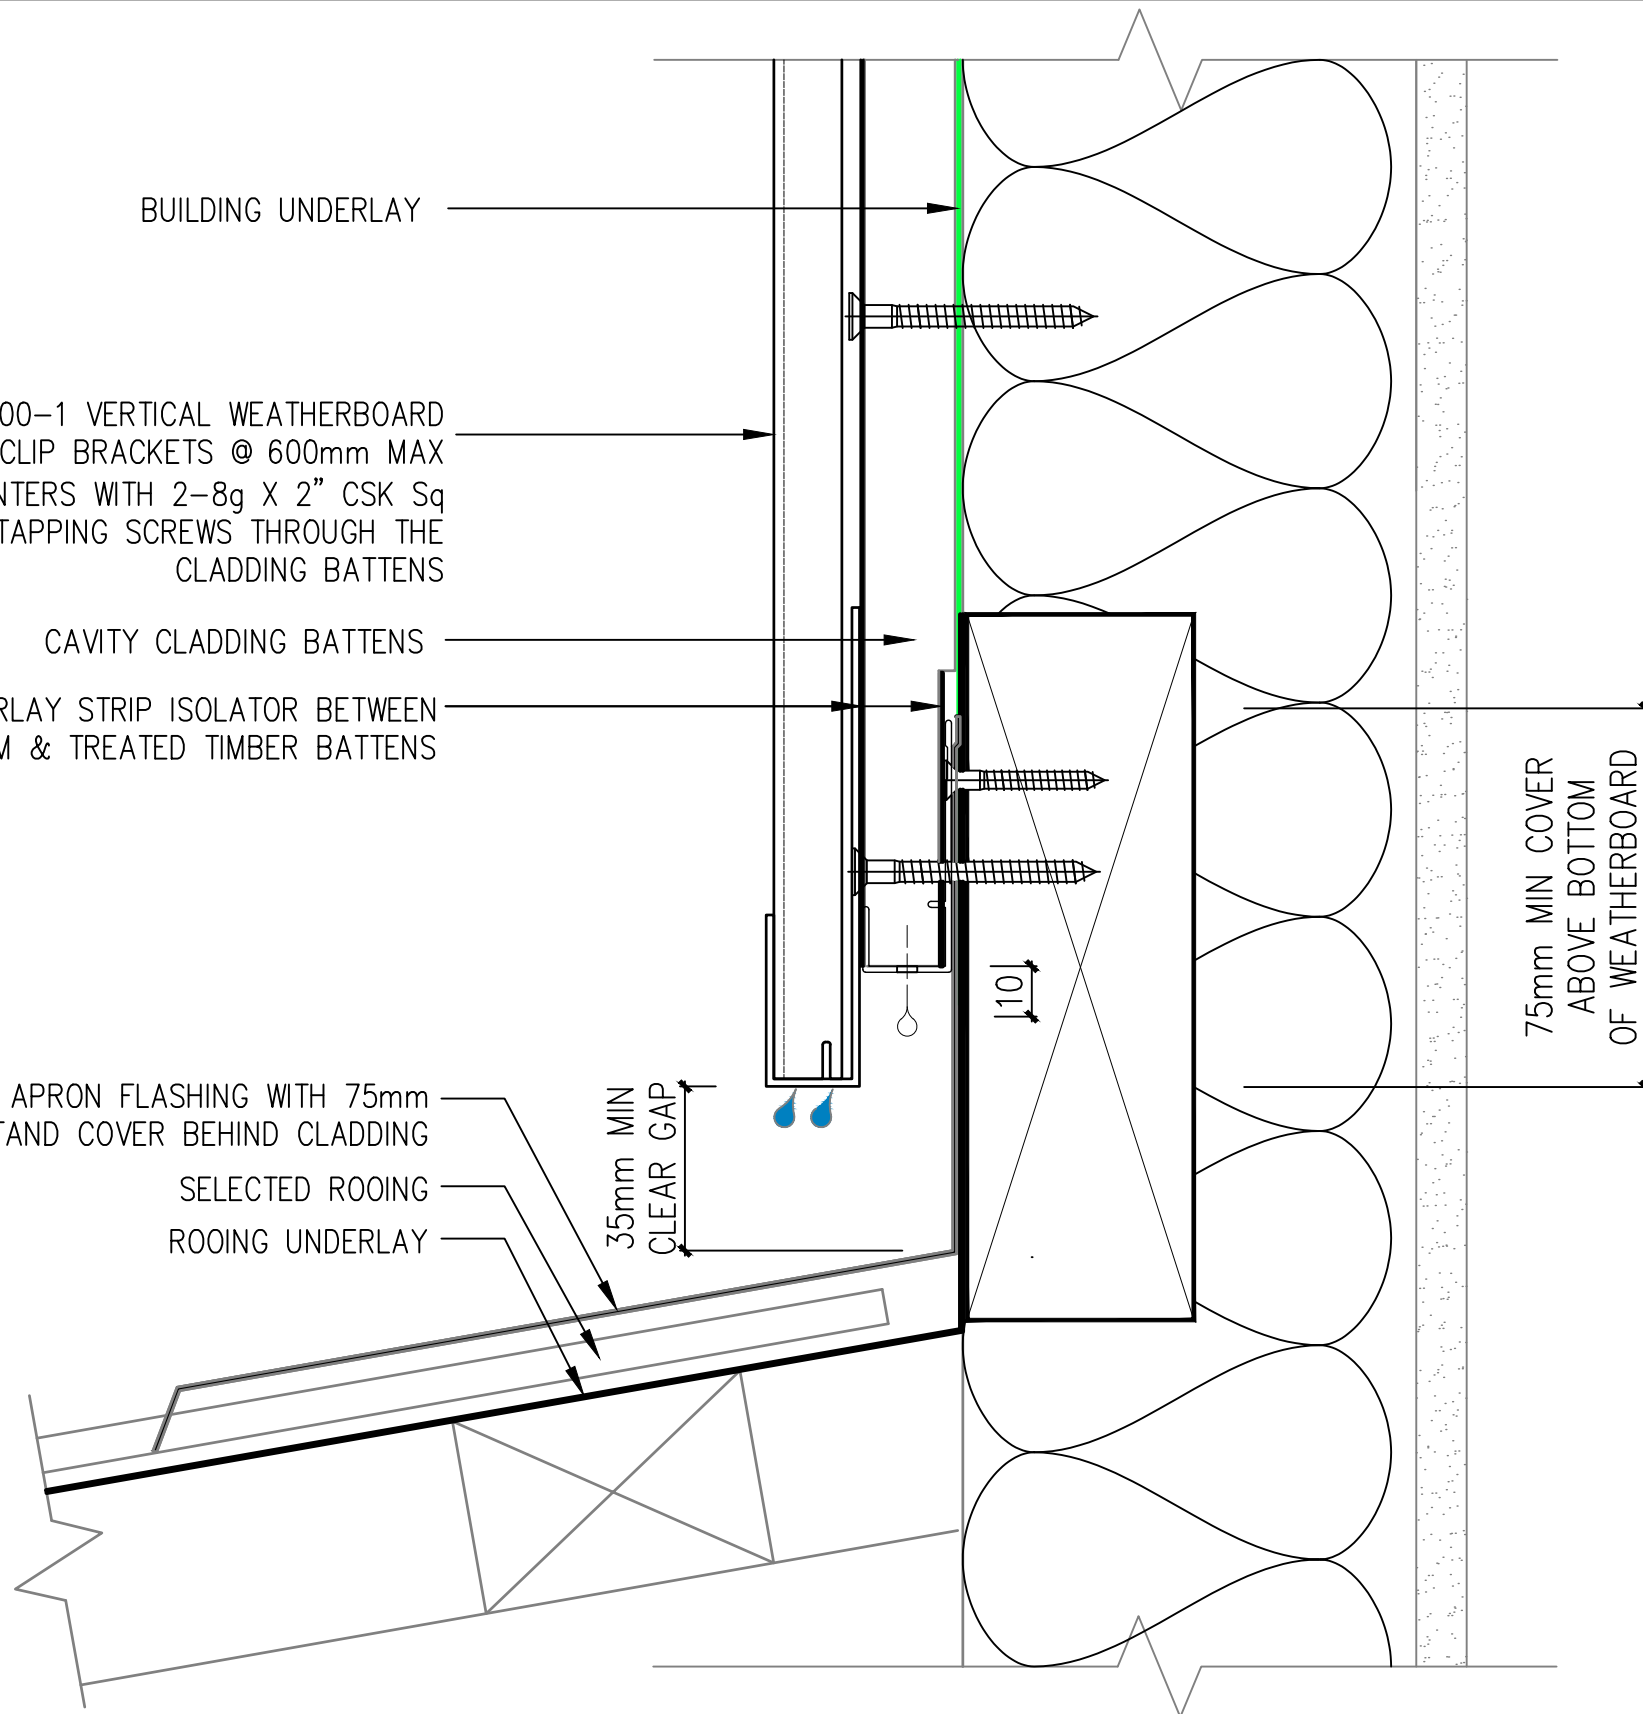 BUILDING UNDERLAY
00-1 VERTICAL WEATHERBOARD
CLIP BRACKETS @ 600mm MAX
NTERS WITH 2-8g X 2” CSK Sq
TAPPING SCREWS THROUGH THE
CLADDING BATTENS
CAVITY CLADDING BATTENS
RLAY STRIP ISOLATOR BETWEEN
M & TREATED TIMBER BATTENS
75mm MIN COVER
ABOVE BOTTOM
OF WEATHERBOARD
10
APRON FLASHING WITH 75mm
TAND COVER BEHIND CLADDING
35mm MIN
CLEAR GAP
SELECTED ROOING
ROOING UNDERLAY